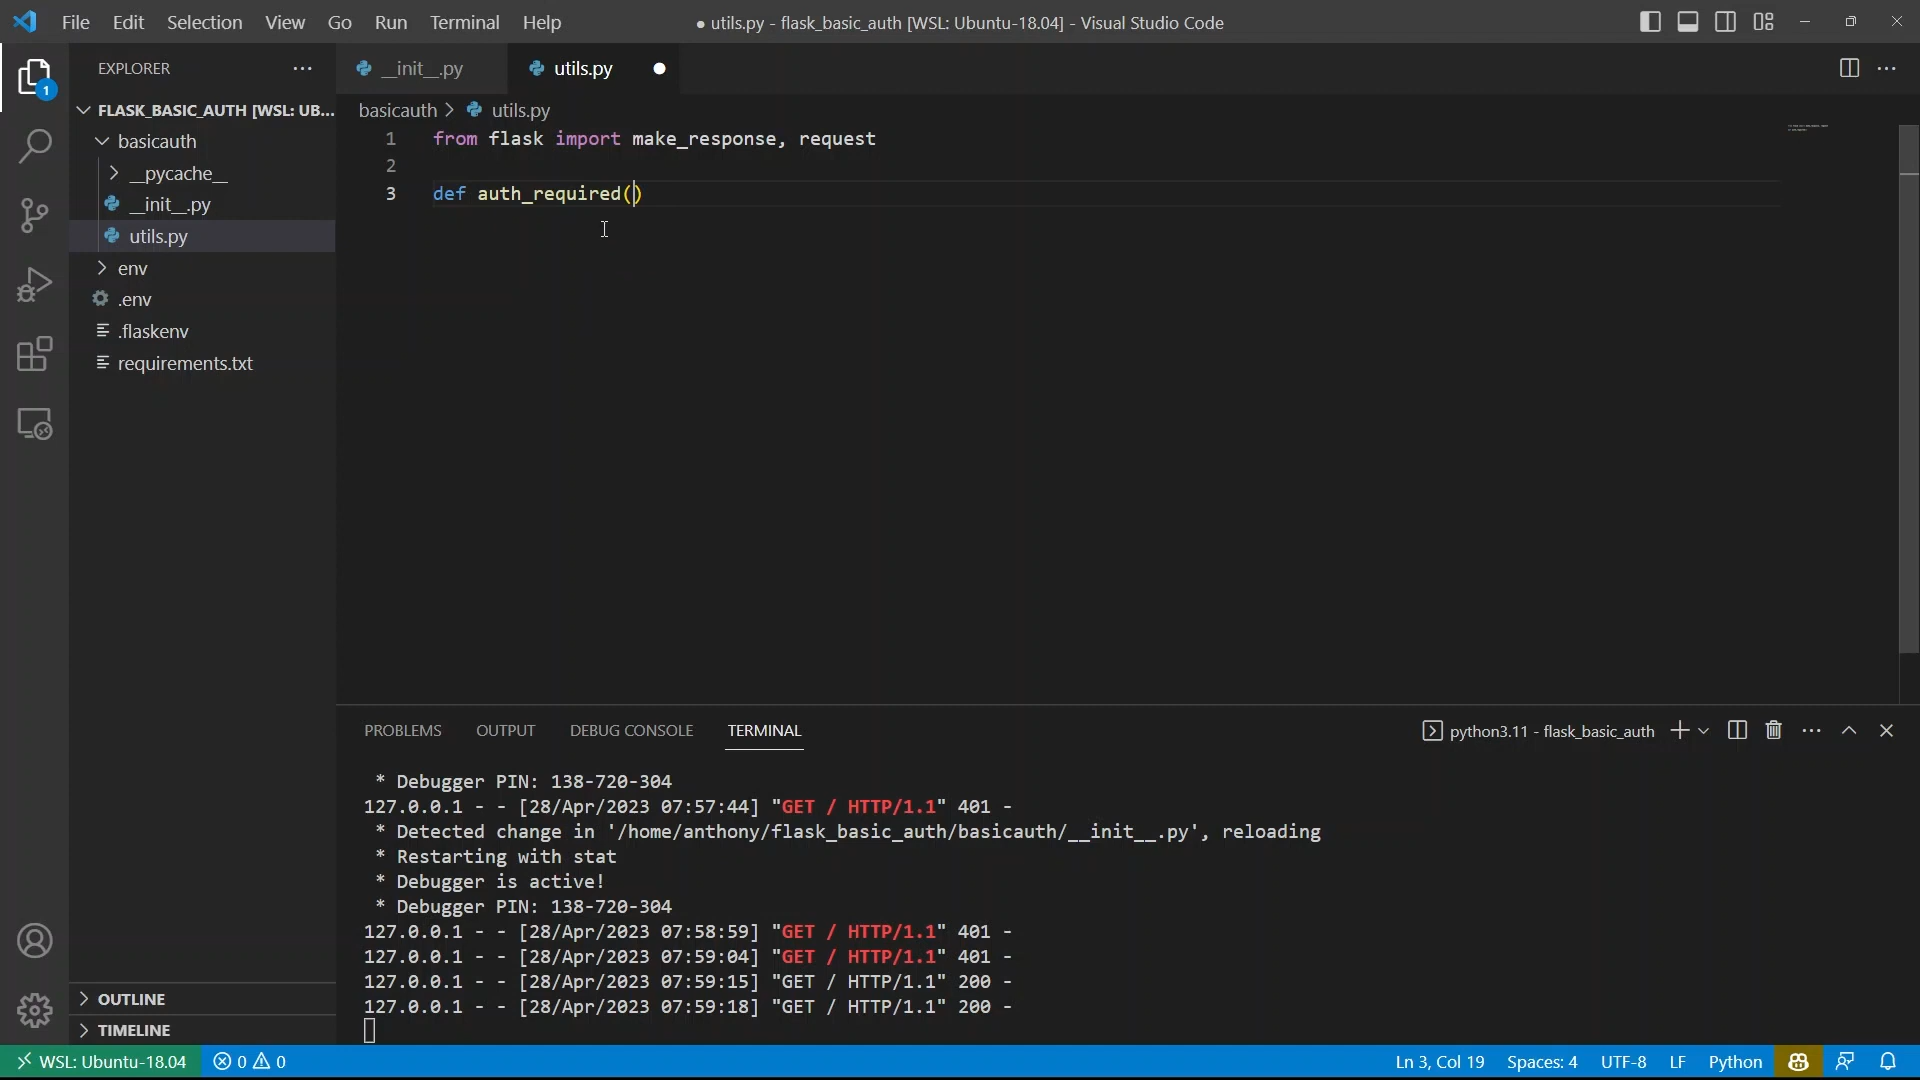 File Edit Selection View Go Run Terminal Help
● utils.py - flask_basic_auth [WSL: Ubuntu-18.04] - Visual Studio Code
EXPLORER
1
FLASK_BASIC_AUTH [WSL: UB...
basicauth
__pycache__
__init__.py
utils.py
env
.env
.flaskenv
requirements.txt
OUTLINE
TIMELINE
__init__.py
utils.py
basicauth > utils.py
1 from flask import make_response, request
2
3 def auth_required()
PROBLEMS OUTPUT DEBUG CONSOLE TERMINAL
python3.11 - flask_basic_auth
* Debugger PIN: 138-720-304
127.0.0.1 - - [28/Apr/2023 07:57:44] "GET / HTTP/1.1" 401 -
* Detected change in '/home/anthony/flask_basic_auth/basicauth/__init__.py', reloading
* Restarting with stat
* Debugger is active!
* Debugger PIN: 138-720-304
127.0.0.1 - - [28/Apr/2023 07:58:59] "GET / HTTP/1.1" 401 -
127.0.0.1 - - [28/Apr/2023 07:59:04] "GET / HTTP/1.1" 401 -
127.0.0.1 - - [28/Apr/2023 07:59:15] "GET / HTTP/1.1" 200 -
127.0.0.1 - - [28/Apr/2023 07:59:18] "GET / HTTP/1.1" 200 -
WSL: Ubuntu-18.04 0 0
Ln 3, Col 19 Spaces: 4 UTF-8 LF Python